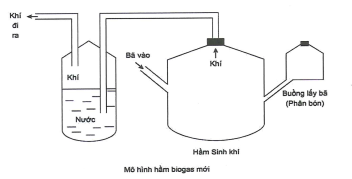 Khí
đi
ra
Bã vào
Khí
Khí
Nước
Buồng lấy bã
(Phân bón)
Hầm Sinh khí
Mô hình hầm biogas mới